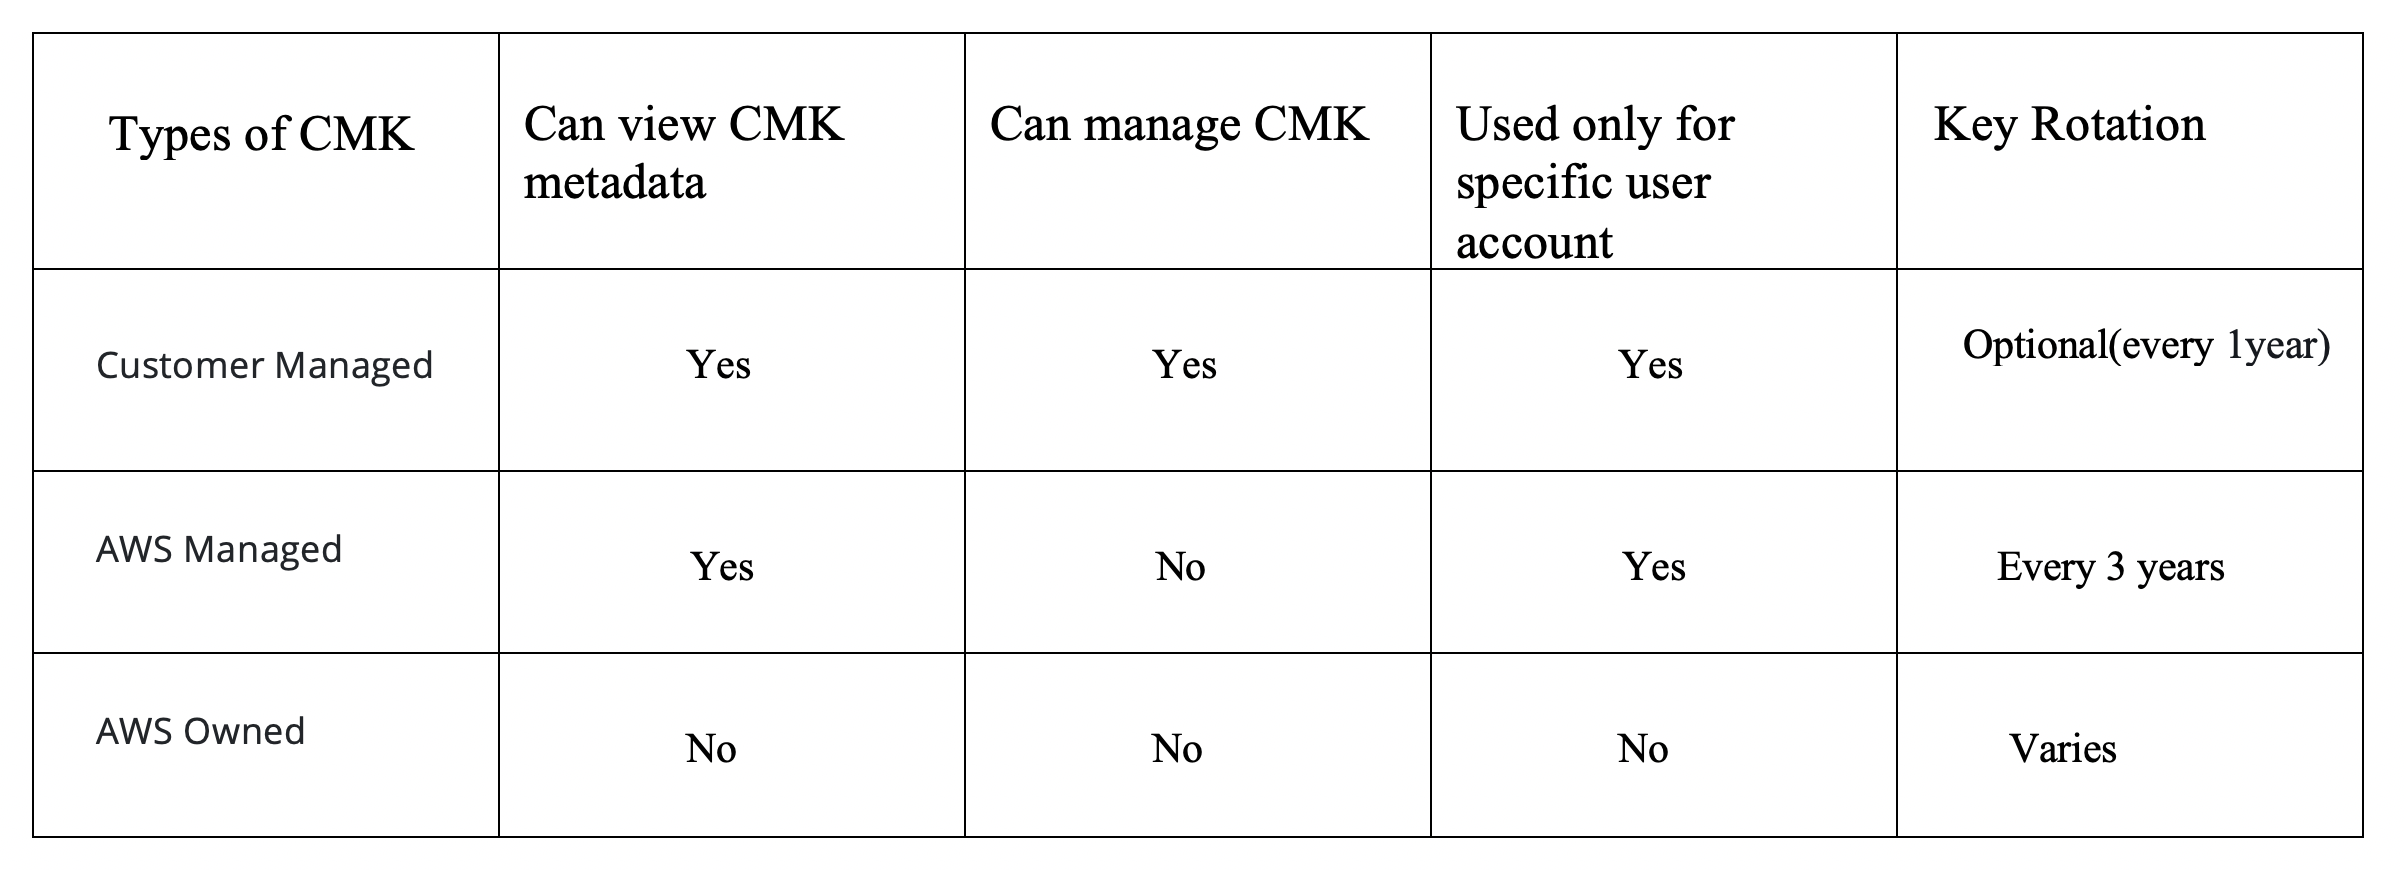 Types of CMK
Can view CMK
metadata
Can manage CMK
Used only for
specific user
account
Key Rotation
Customer Managed
Yes
Yes
Yes
Optional(every 1year)
AWS Managed
Yes
No
Yes
Every 3 years
AWS Owned
No
No
No
Varies